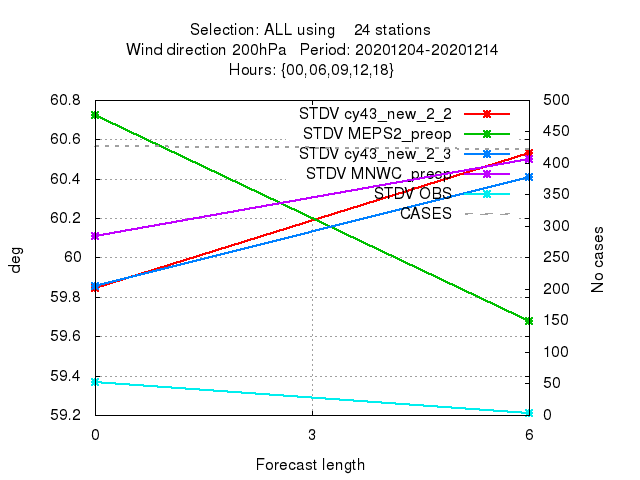 Selection: ALL using    24 stations
Wind direction 200hPa   Period: 20201204-20201214
Hours: {00,06,09,12,18}
60.8
60.6
60.4
60.2
60
59.8
59.6
59.4
59.2
deg
STDV cy43_new_2_2
STDV MEPS2_preop
STDV cy43_new_2_3
STDV MNWC_preop
STDV OBS
CASES
500
450
400
350
300
250
200
150
100
50
0
No cases
0 3 6
Forecast length